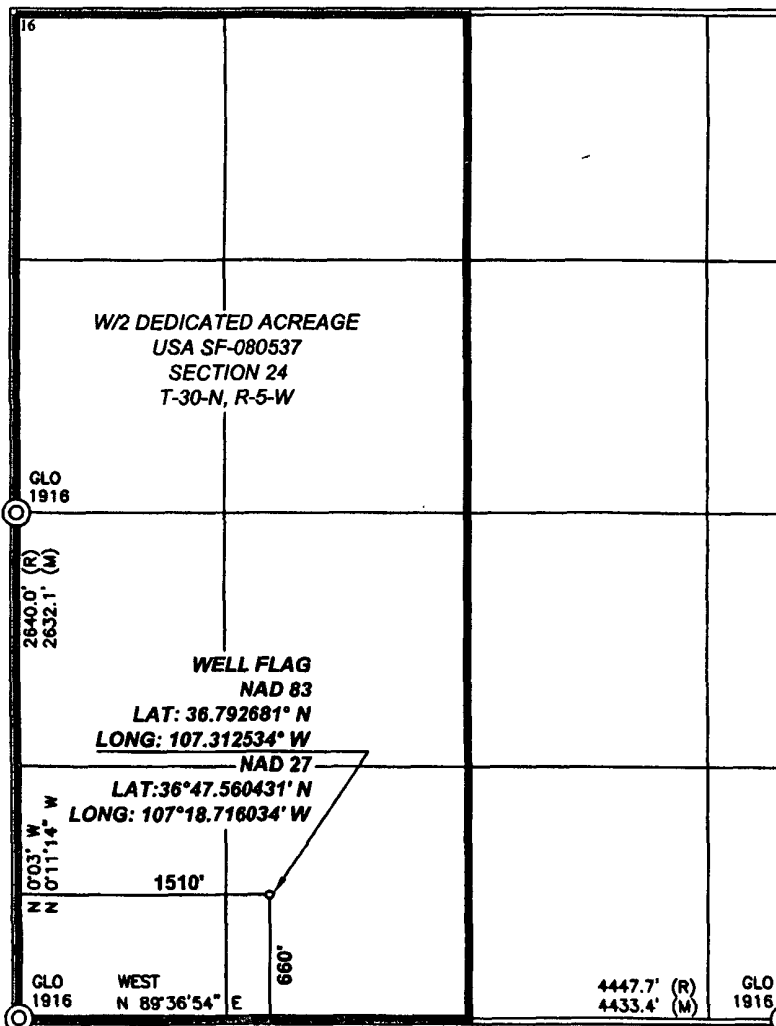 16
W/2 DEDICATED ACREAGE
USA SF-080537
SECTION 24
T-30-N, R-5-W
GLO
1916
2640.0' (R)
2632.1' (M)
WELL FLAG
NAD 83
LAT: 36.792681° N
LONG: 107.312534° W
NAD 27
LAT:36°47.560431' N
LONG: 107°18.716034' W
N 0°03' W
N 0°11'14" W
1510'
660'
GLO
1916
WEST
N 89°36'54" E
4447.7' (R)
4433.4' (M)
GLO
1916